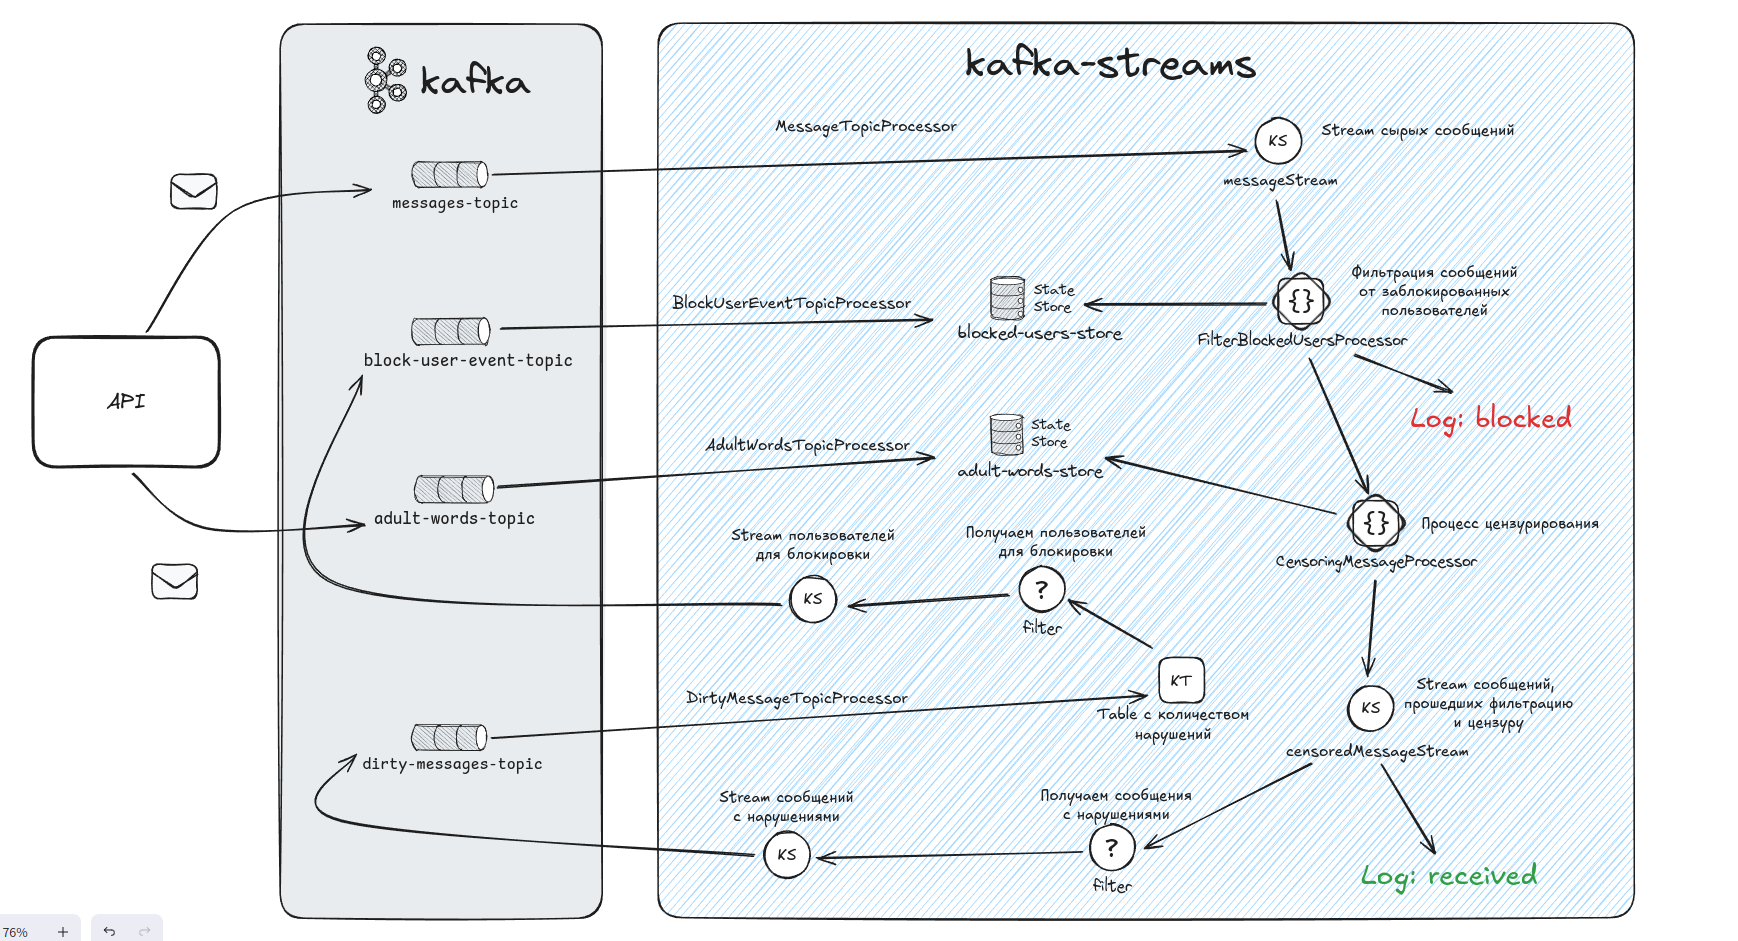 kafka
kafka-streams
MessageTopicProcessor
KS
Stream сырых сообщений
messageStream
messages-topic
Фильтрация сообщений
от заблокированных
пользователей
{}
State
Store
BlockUserEventTopicProcessor
blocked-users-store
FilterBlockedUsersProcessor
block-user-event-topic
API
Log: blocked
State
Store
AdultWordsTopicProcessor
adult-words-store
adult-words-topic
{}
Процесс цензурирования
CensoringMessageProcessor
Stream пользователей
для блокировки
Получаем пользователей
для блокировки
KS
?
filter
KT
Table с количеством
нарушений
DirtyMessageTopicProcessor
Stream сообщений,
прошедших фильтрацию
и цензуру
KS
censoredMessageStream
dirty-messages-topic
Stream сообщений
с нарушениями
Получаем сообщения
с нарушениями
KS
?
filter
Log: received
76%